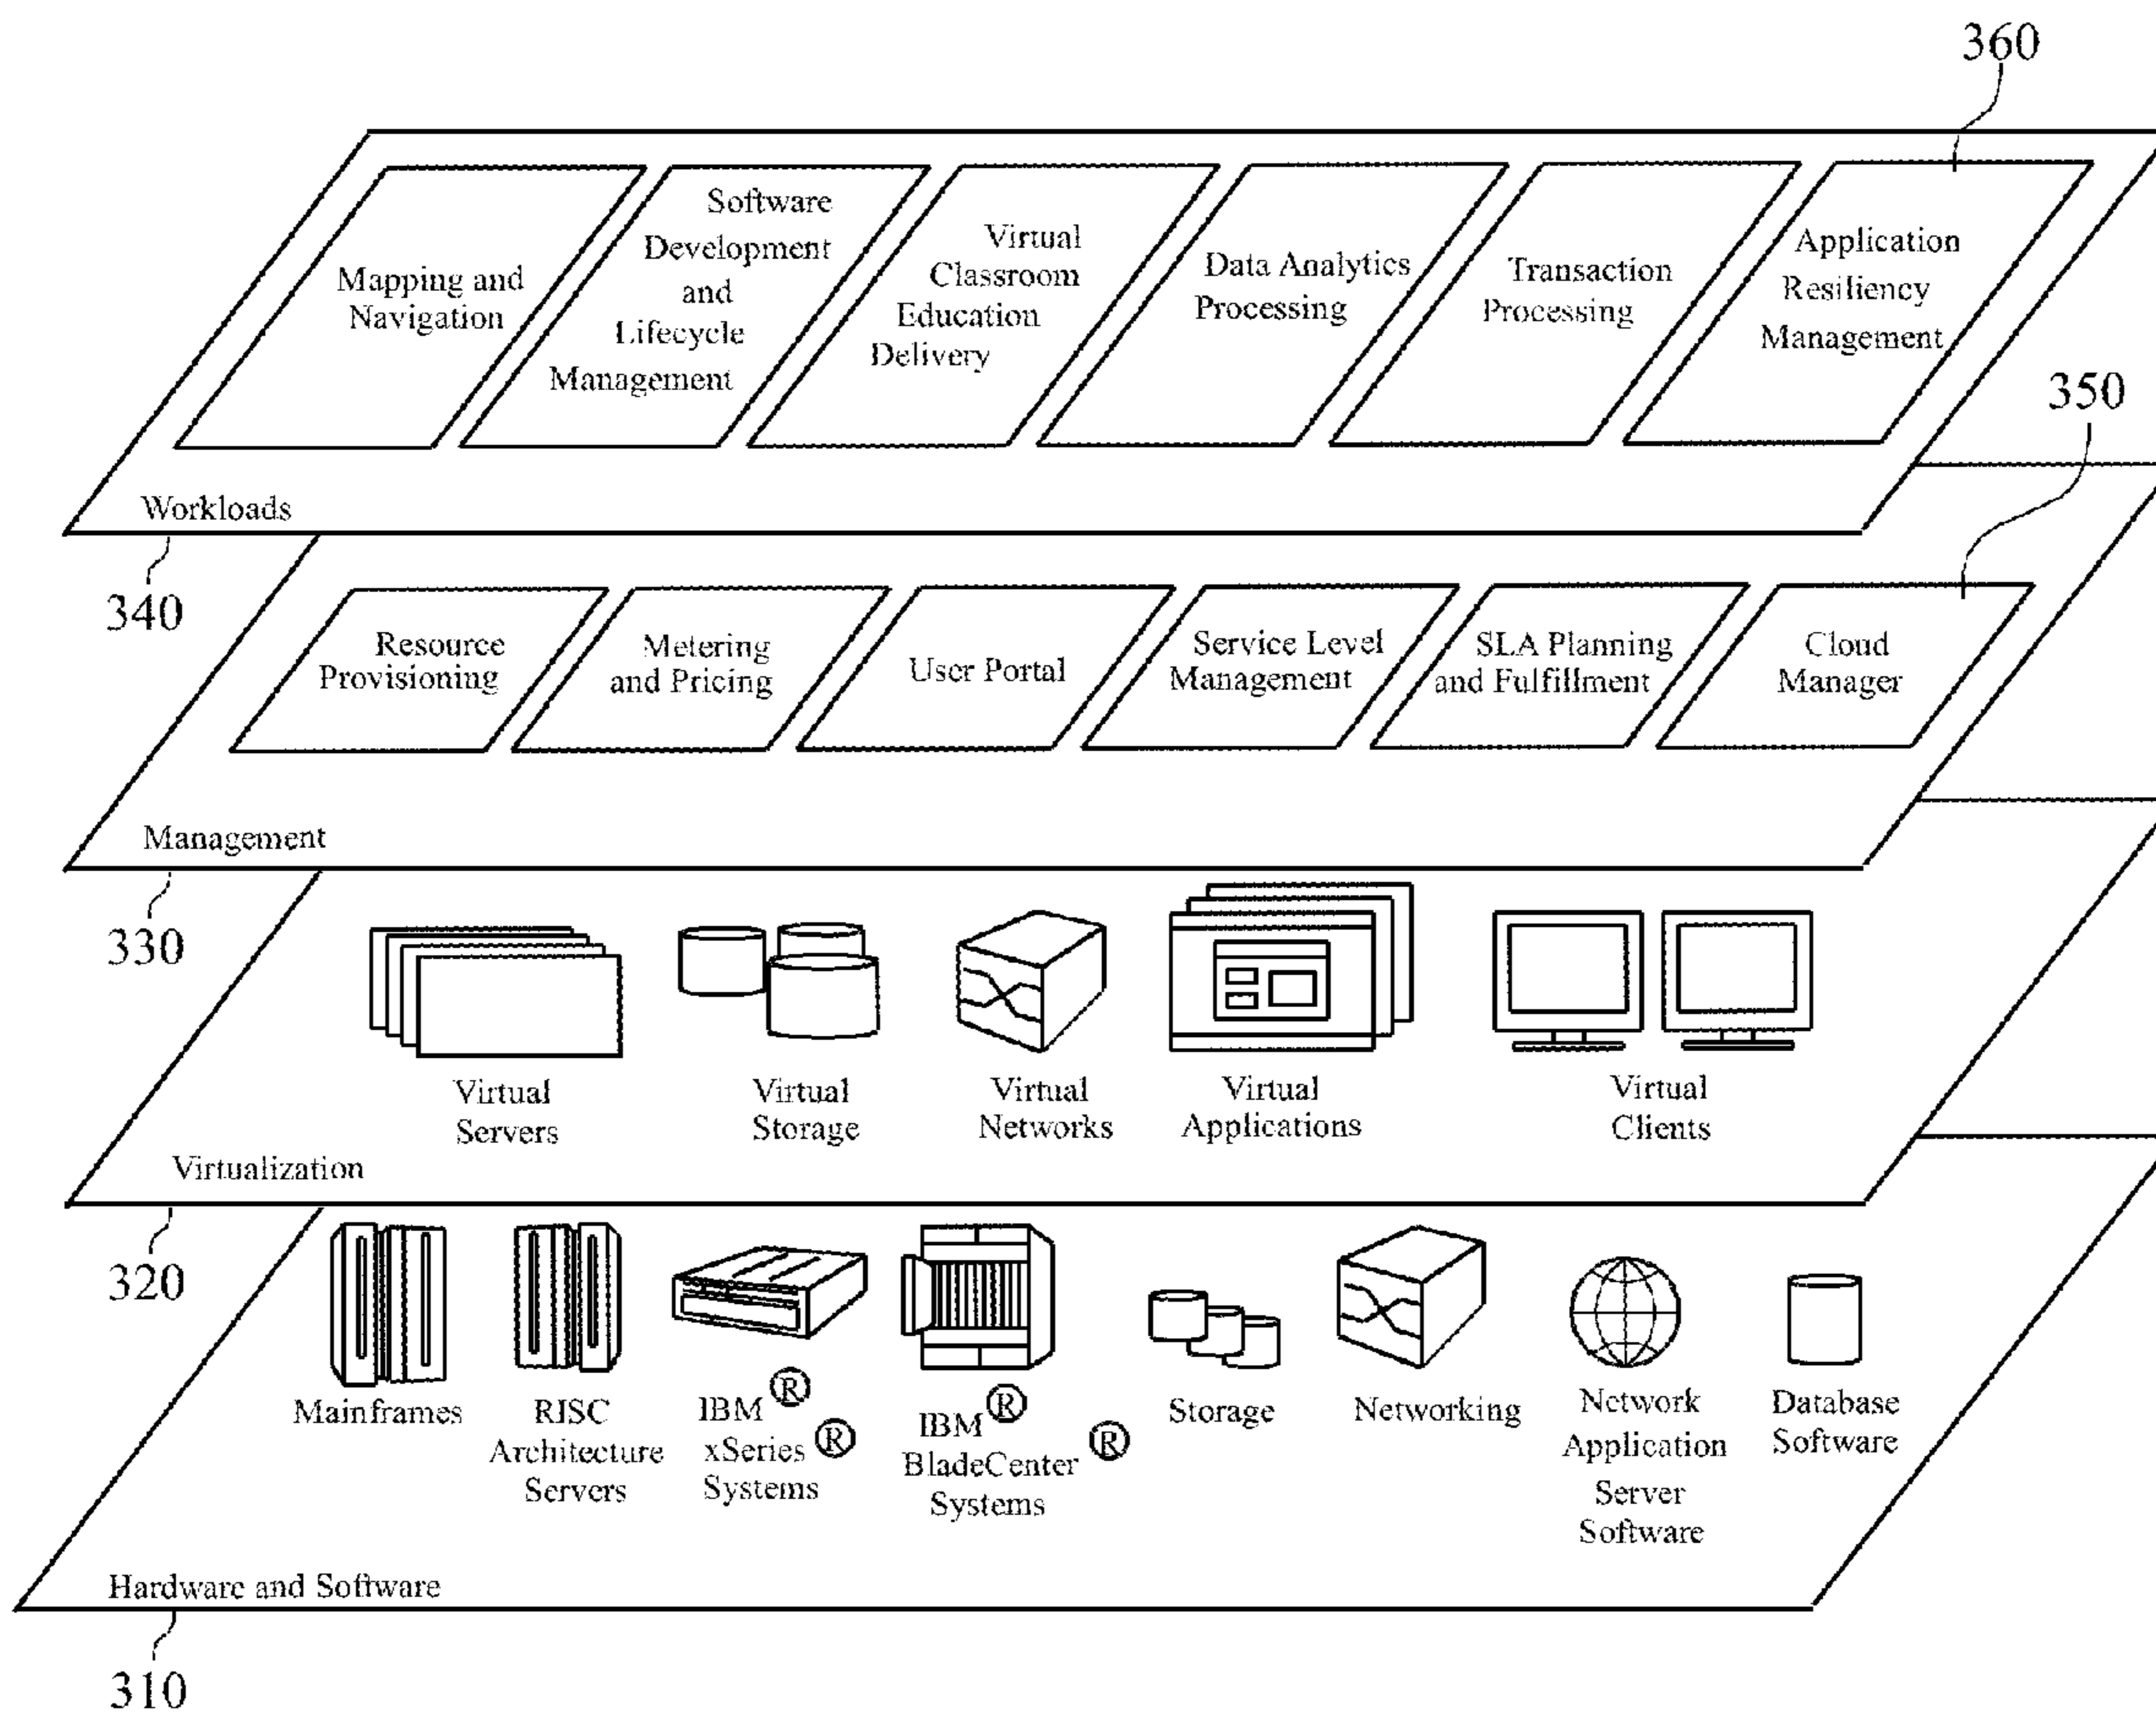 360
Mapping and
Navigation
Software
Development
and
Lifecycle
Management
Virtual
Classroom
Education
Delivery
Data Analytics
Processing
Transaction
Processing
Application
Resiliency
Management
350
Workloads
340
Resource
Provisioning
Metering
and Pricing
User Portal
Service Level
Management
SLA Planning
and Fulfillment
Cloud
Manager
Management
330
Virtual
Servers
Virtual
Storage
Virtual
Networks
Virtual
Applications
Virtual
Clients
Virtualization
320
Mainframes
RISC
Architecture
Servers
IBM ®
xSeries ®
Systems
IBM ®
BladeCenter ®
Systems
Storage
Networking
Network
Application
Server
Software
Database
Software
Hardware and Software
310